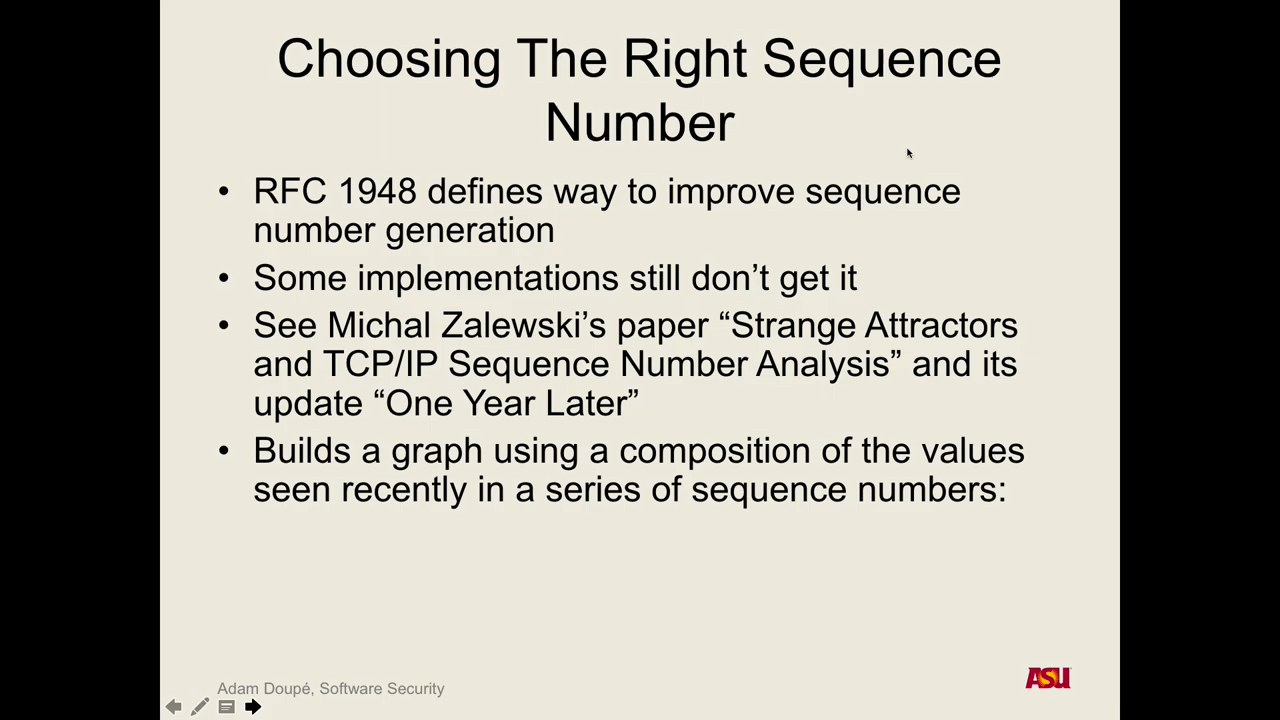 Choosing The Right Sequence
Number
• RFC 1948 defines way to improve sequence
number generation
• Some implementations still don’t get it
• See Michal Zalewski’s paper “Strange Attractors
and TCP/IP Sequence Number Analysis” and its
update “One Year Later”
• Builds a graph using a composition of the values
seen recently in a series of sequence numbers:
Adam Doupé, Software Security
ASU